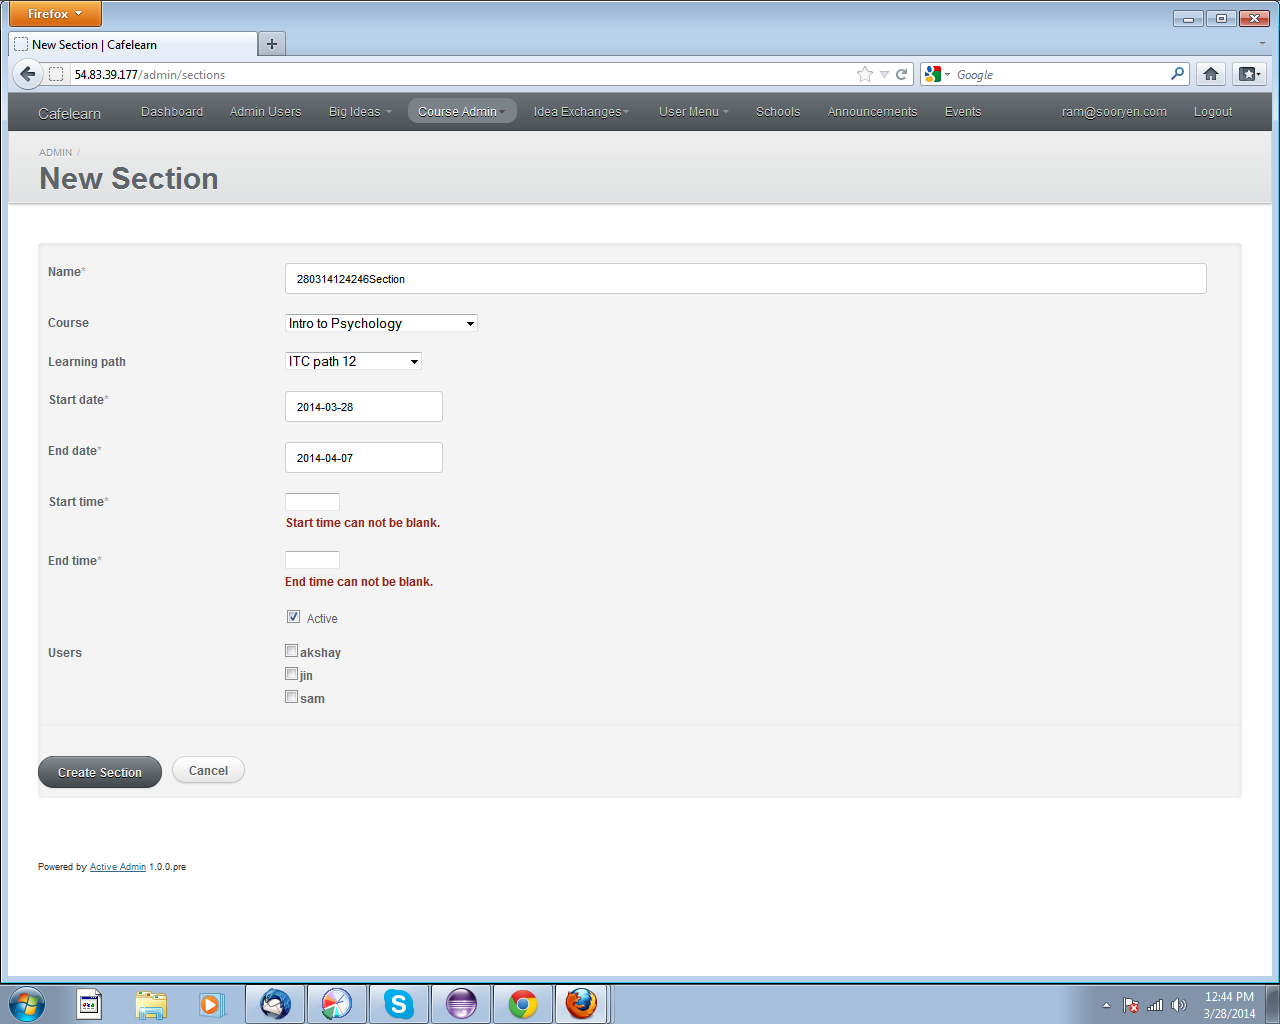 Firefox
New Section | Cafelearn
54.83.39.177/admin/sections
Google
Cafelearn Dashboard Admin Users Big Ideas Course Admin Idea Exchanges User Menu Schools Announcements Events ram@sooryen.com Logout
ADMIN /
New Section
Name* 280314124246Section
Course Intro to Psychology
Learning path ITC path 12
Start date* 2014-03-28
End date* 2014-04-07
Start time*
Start time can not be blank.
End time*
End time can not be blank.
Active
Users akshay
jin
sam
Create Section Cancel
Powered by Active Admin 1.0.0.pre
12:44 PM
3/28/2014